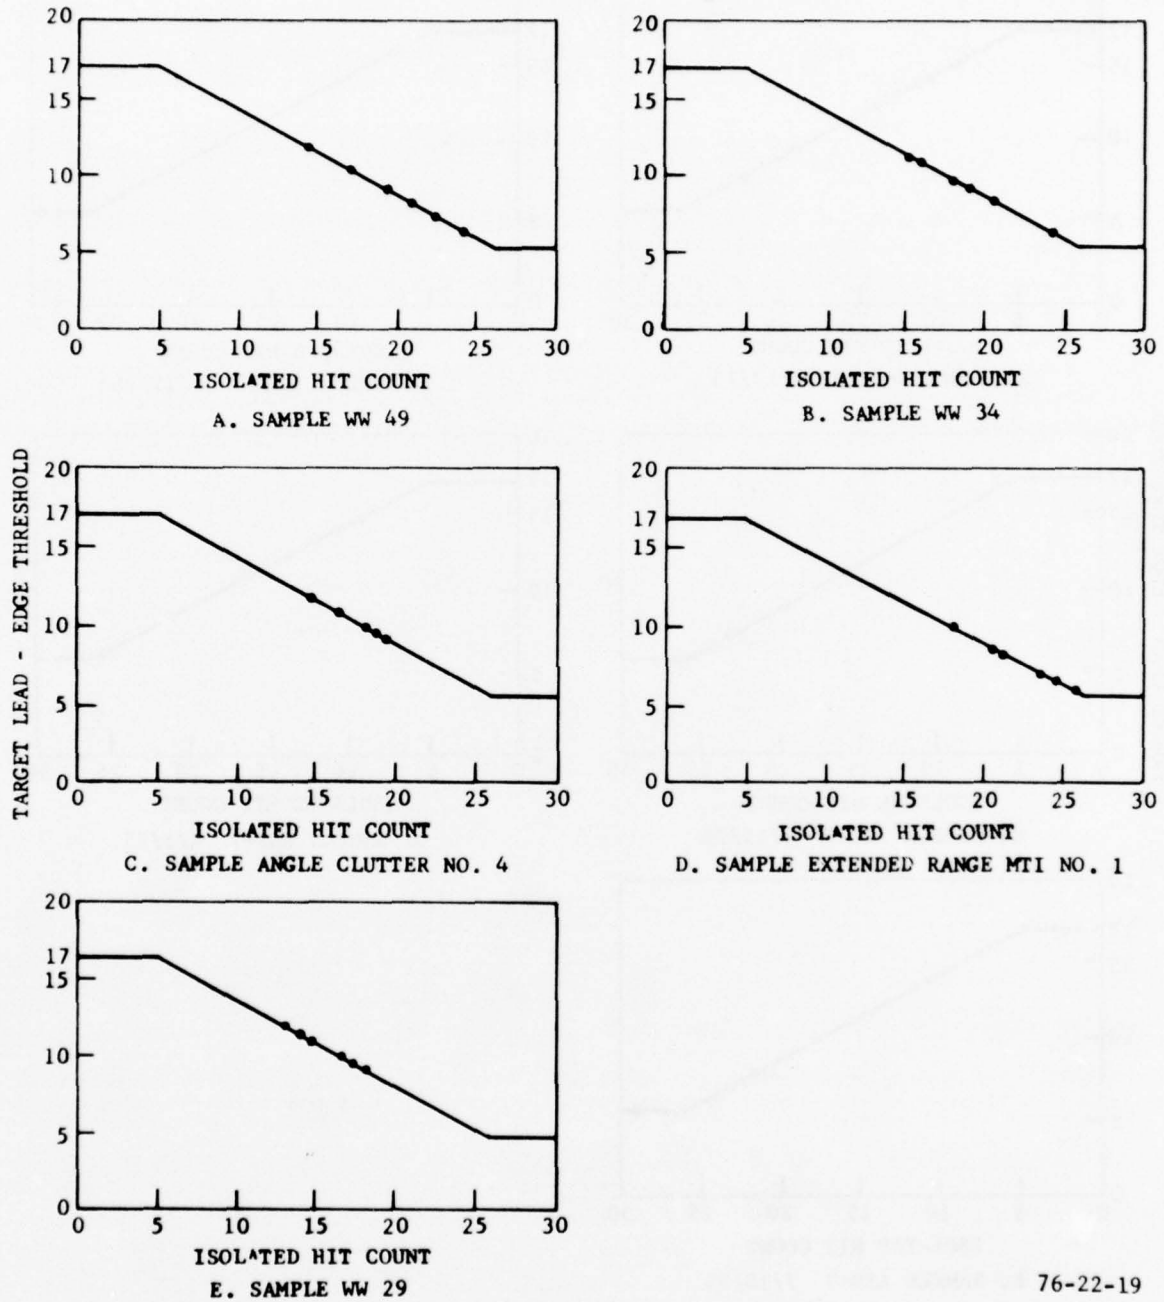 TARGET LEAD - EDGE THRESHOLD
20
17
15
10
5
0
0 5 10 15 20 25 30
ISOLATED HIT COUNT
A. SAMPLE WW 49
20
17
15
10
5
0
0 5 10 15 20 25 30
ISOLATED HIT COUNT
B. SAMPLE WW 34
20
17
15
10
5
0
0 5 10 15 20 25 30
ISOLATED HIT COUNT
C. SAMPLE ANGLE CLUTTER NO. 4
20
17
15
10
5
0
0 5 10 15 20 25 30
ISOLATED HIT COUNT
D. SAMPLE EXTENDED RANGE MTI NO. 1
20
17
15
10
5
0
0 5 10 15 20 25 30
ISOLATED HIT COUNT
E. SAMPLE WW 29
76-22-19